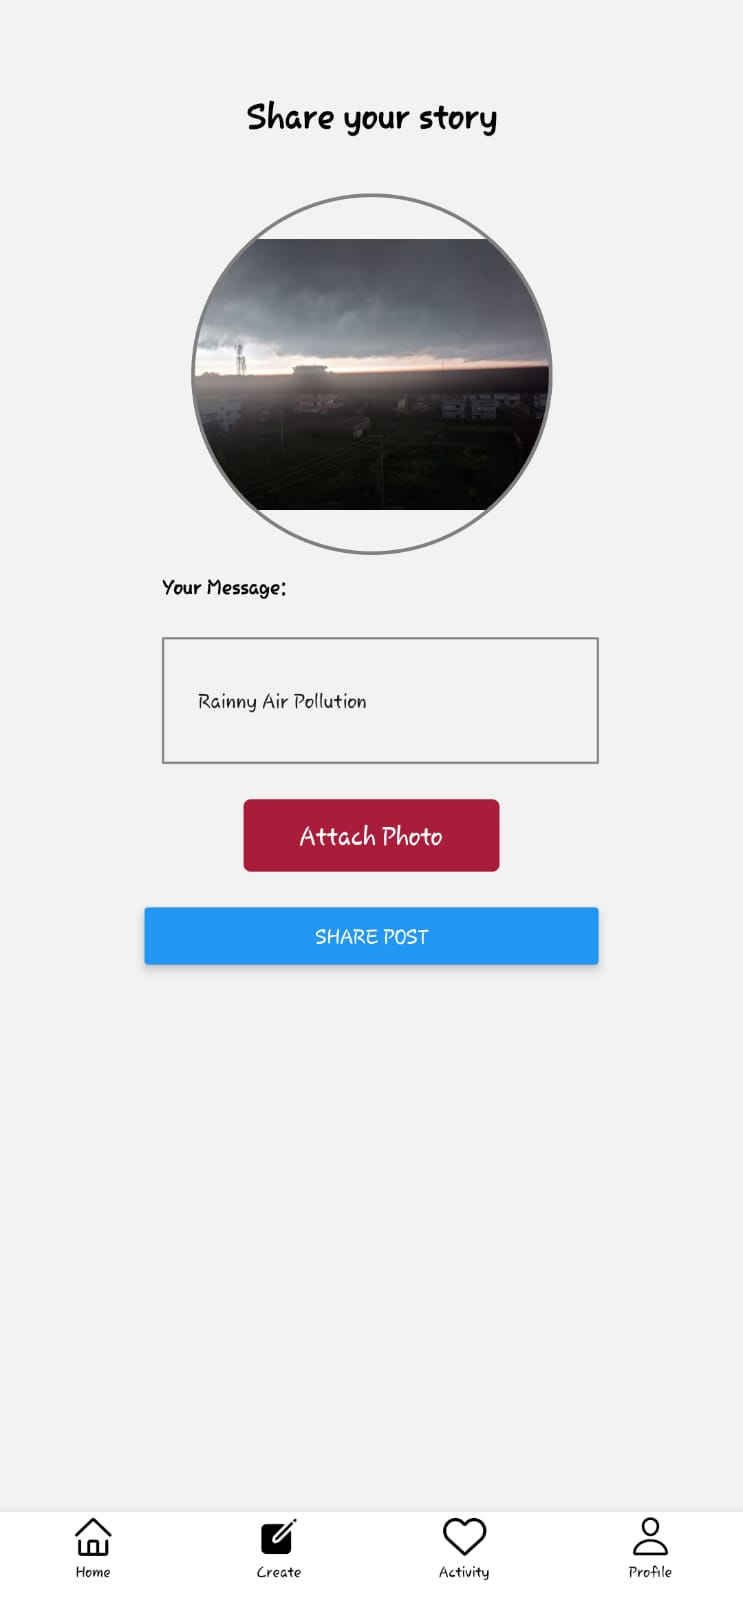 Share your story
Your Message:
Rainny Air Pollution
Attach Photo
SHARE POST
Home
Create
Activity
Profile